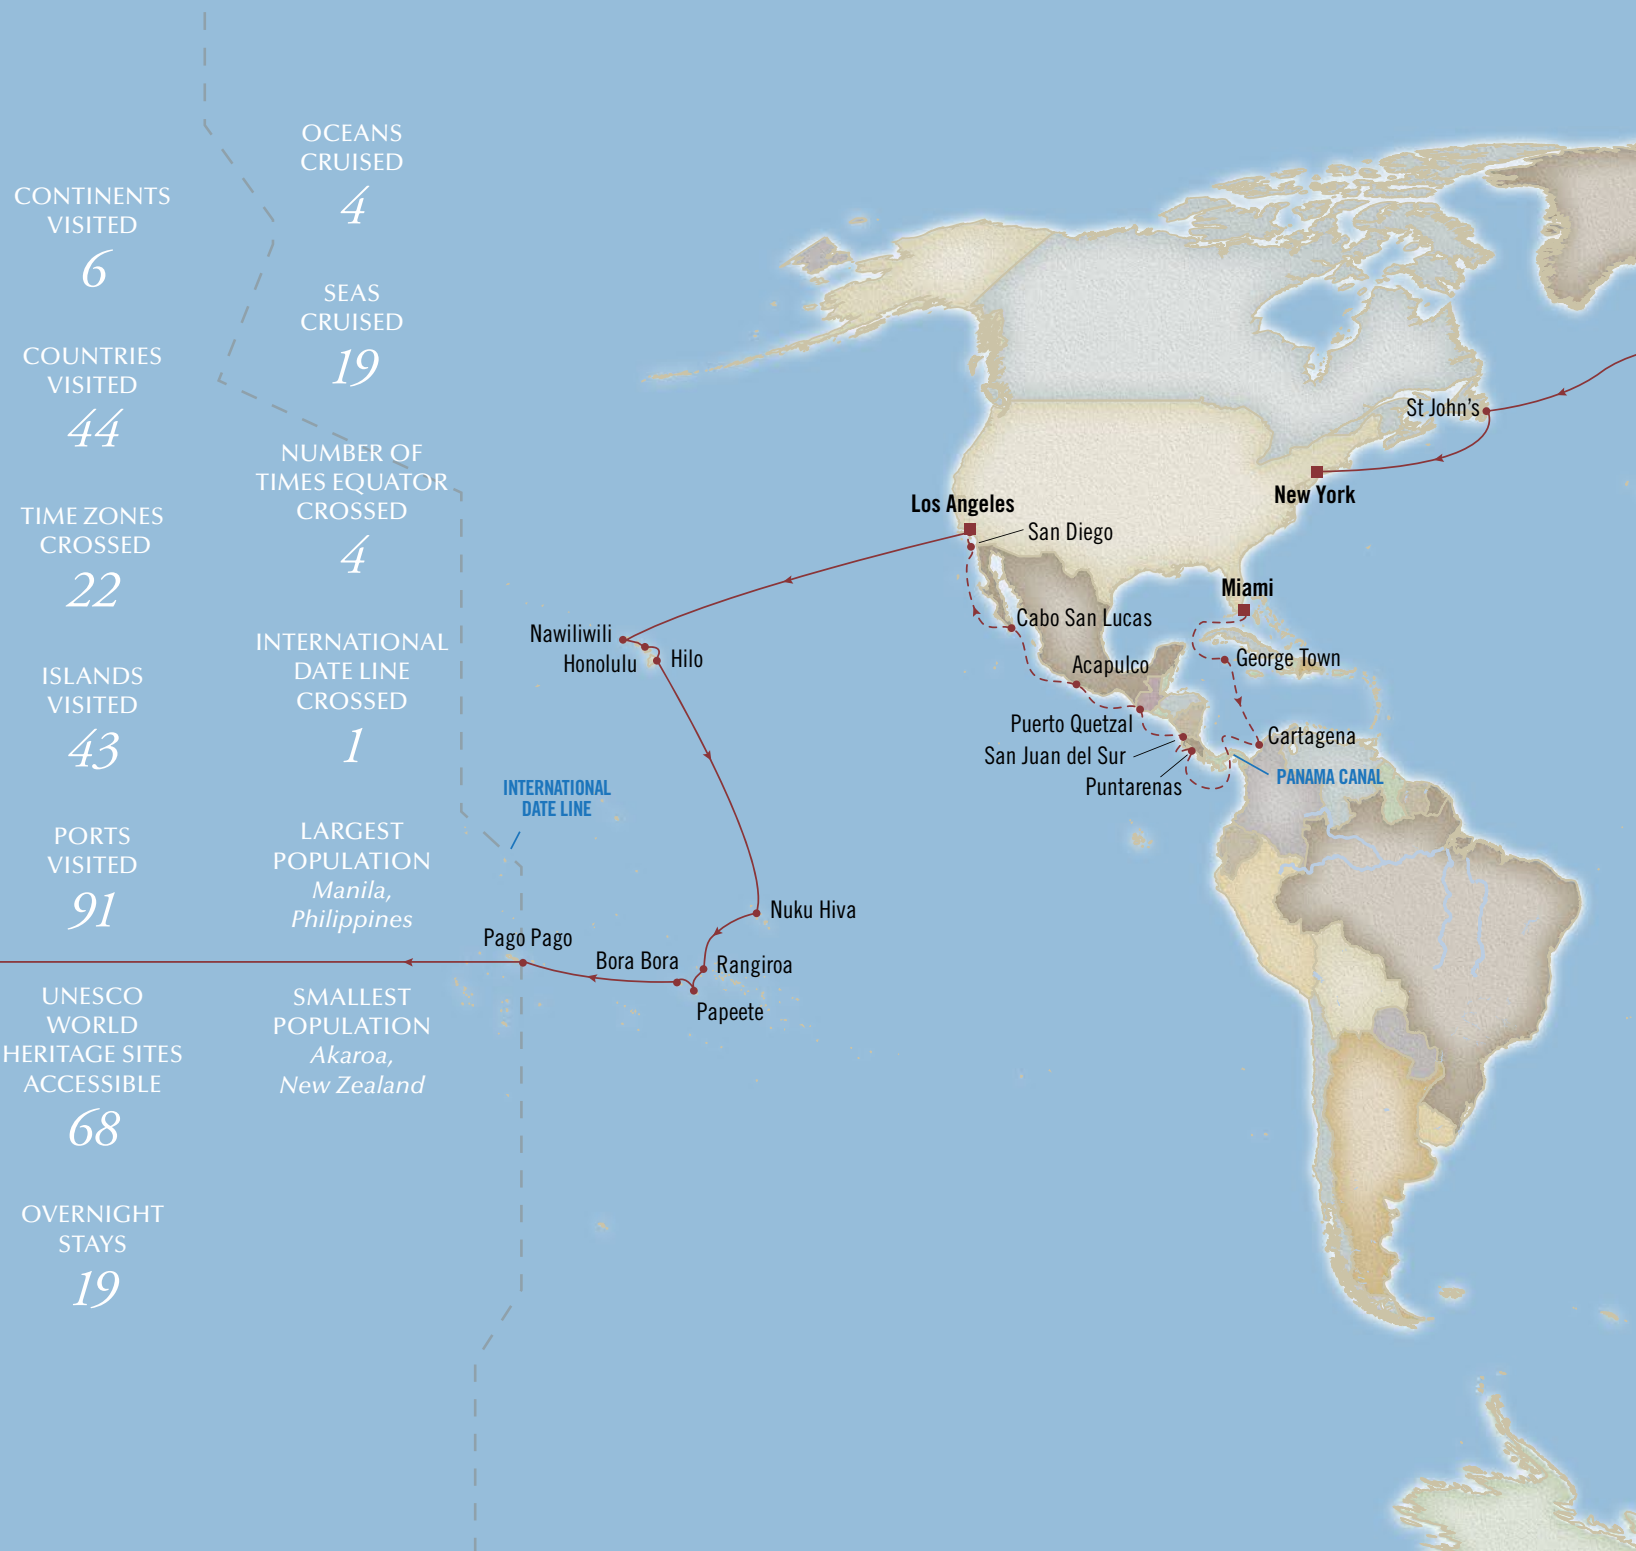 CONTINENTS
VISITED
6
COUNTRIES
VISITED
44
TIME ZONES
CROSSED
22
ISLANDS
VISITED
43
PORTS
VISITED
91
UNESCO
WORLD
HERITAGE SITES
ACCESSIBLE
68
OVERNIGHT
STAYS
19
OCEANS
CRUISED
4
SEAS
CRUISED
19
NUMBER OF
TIMES EQUATOR
CROSSED
4
INTERNATIONAL
DATE LINE
CROSSED
1
LARGEST
POPULATION
Manila,
Philippines
SMALLEST
POPULATION
Akaroa,
New Zealand
INTERNATIONAL
DATE LINE
St John's
New York
Los Angeles
San Diego
Miami
Cabo San Lucas
Nawiliwili
Honolulu
Hilo
Acapulco
George Town
Puerto Quetzal
Cartagena
San Juan del Sur
PANAMA CANAL
Puntarenas
Nuku Hiva
Pago Pago
Bora Bora
Rangiroa
Papeete